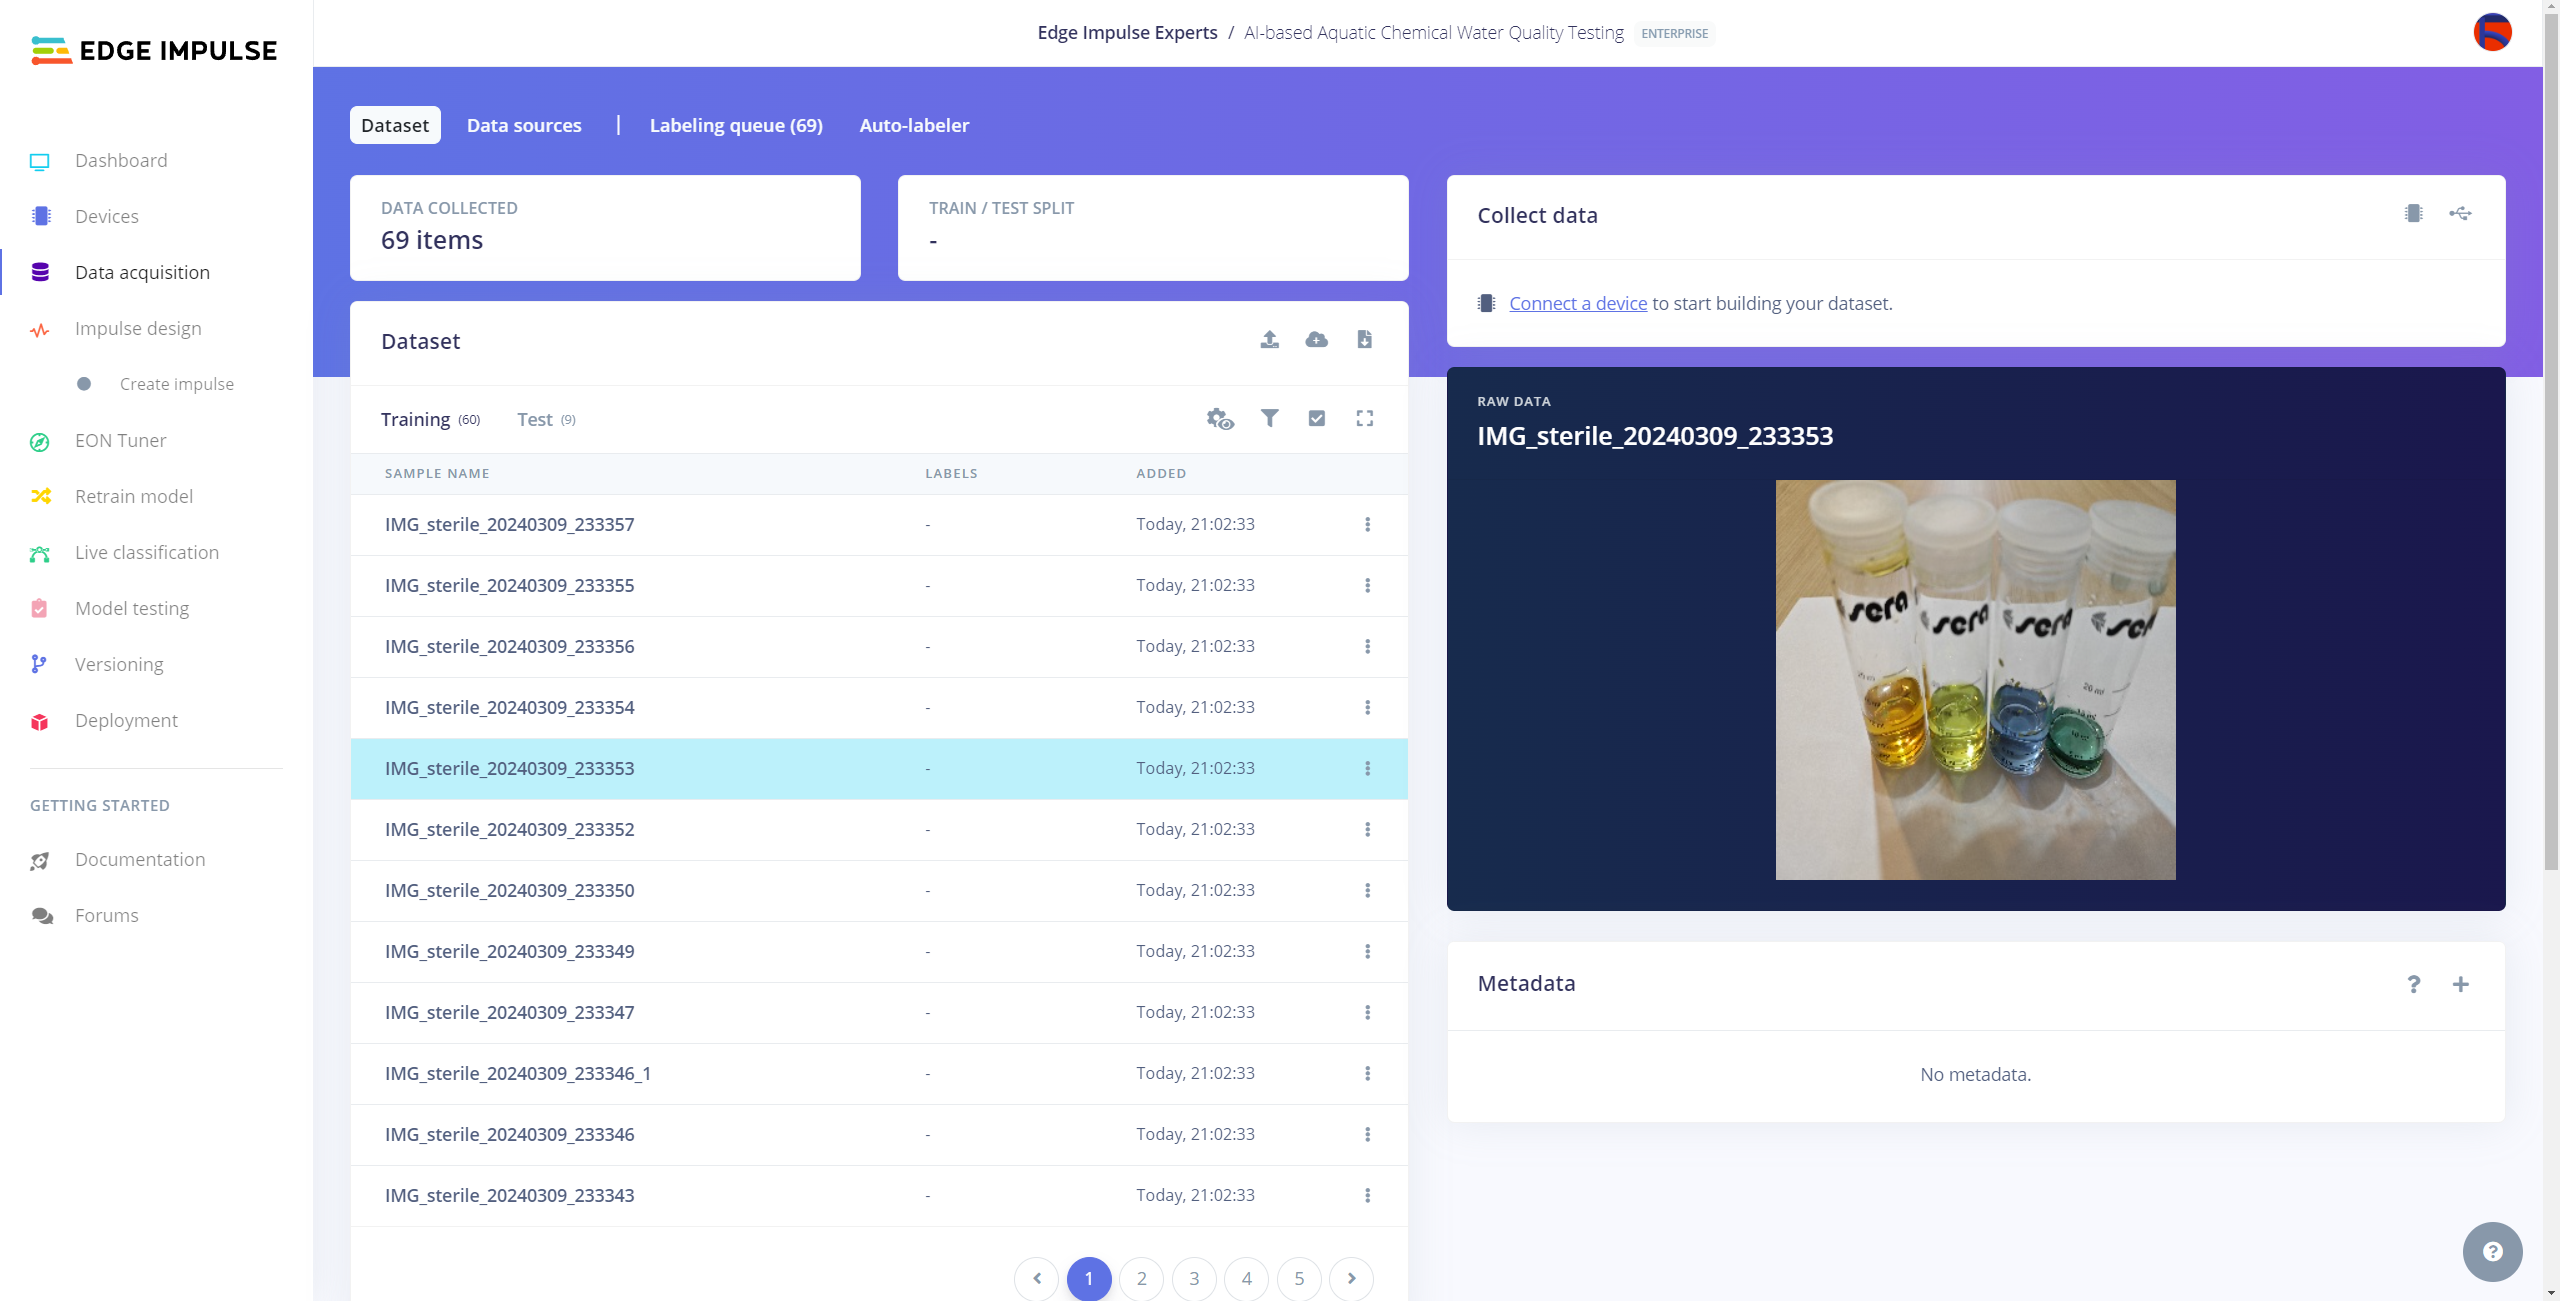 EDGE IMPULSE
Edge Impulse Experts / AI-based Aquatic Chemical Water Quality Testing ENTERPRISE
Dashboard
Devices
Data acquisition
Impulse design
Create impulse
EON Tuner
Retrain model
Live classification
Model testing
Versioning
Deployment
GETTING STARTED
Documentation
Forums
Dataset Data sources | Labeling queue (69) Auto-labeler
DATA COLLECTED
69 items
TRAIN / TEST SPLIT
-
Dataset
Training (60) Test (9)
SAMPLE NAME LABELS ADDED
IMG_sterile_20240309_233357 - Today, 21:02:33
IMG_sterile_20240309_233355 - Today, 21:02:33
IMG_sterile_20240309_233356 - Today, 21:02:33
IMG_sterile_20240309_233354 - Today, 21:02:33
IMG_sterile_20240309_233353 - Today, 21:02:33
IMG_sterile_20240309_233352 - Today, 21:02:33
IMG_sterile_20240309_233350 - Today, 21:02:33
IMG_sterile_20240309_233349 - Today, 21:02:33
IMG_sterile_20240309_233347 - Today, 21:02:33
IMG_sterile_20240309_233346_1 - Today, 21:02:33
IMG_sterile_20240309_233346 - Today, 21:02:33
IMG_sterile_20240309_233343 - Today, 21:02:33
1 2 3 4 5
Collect data
Connect a device to start building your dataset.
RAW DATA
IMG_sterile_20240309_233353
sera sera sera ser
20 ml
Metadata
? +
No metadata.
?